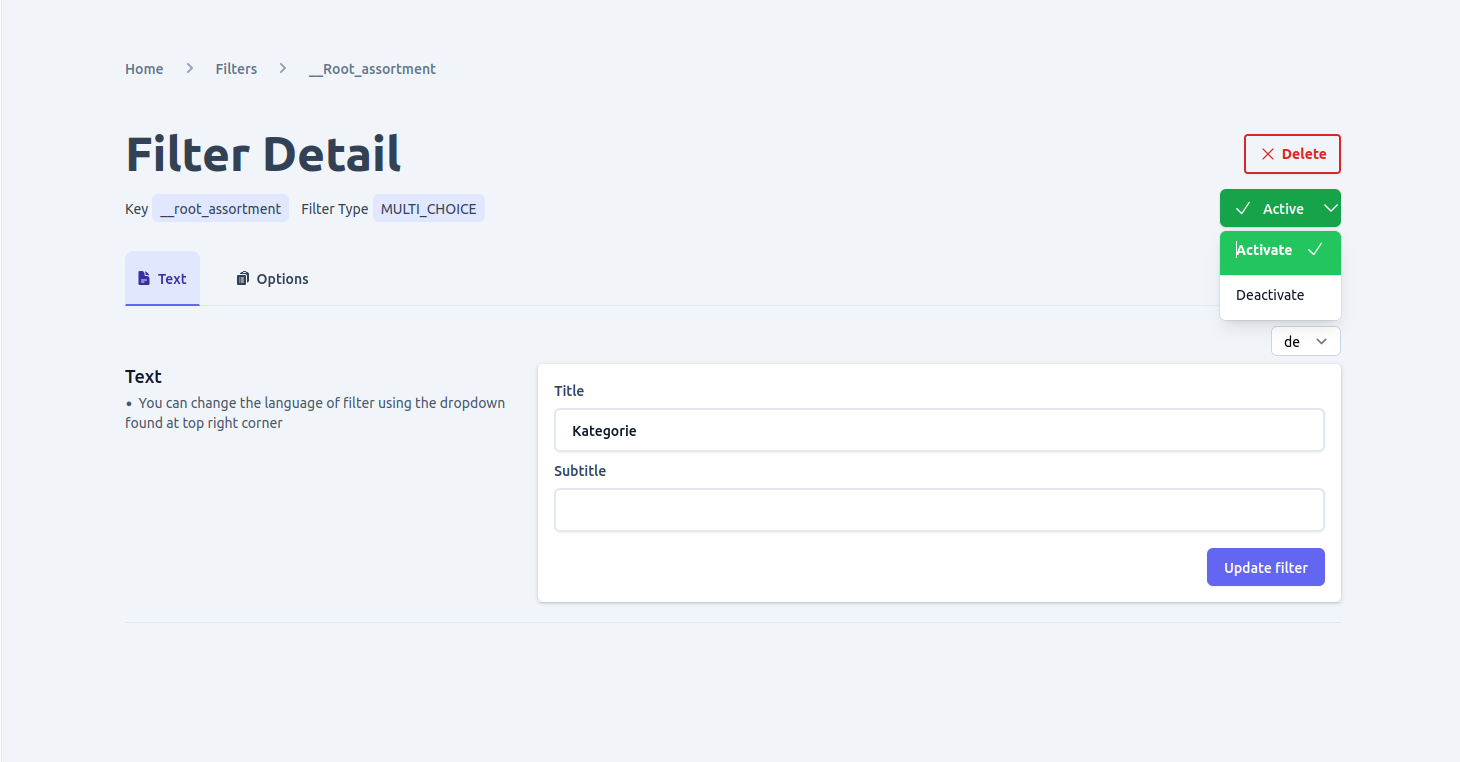 Home > Filters > __Root_assortment
Filter Detail
Delete
Key __root_assortment Filter Type MULTI_CHOICE
Active
Activate
Deactivate
Text Options
de
Text
• You can change the language of filter using the dropdown
found at top right corner
Title
Kategorie
Subtitle
Update filter